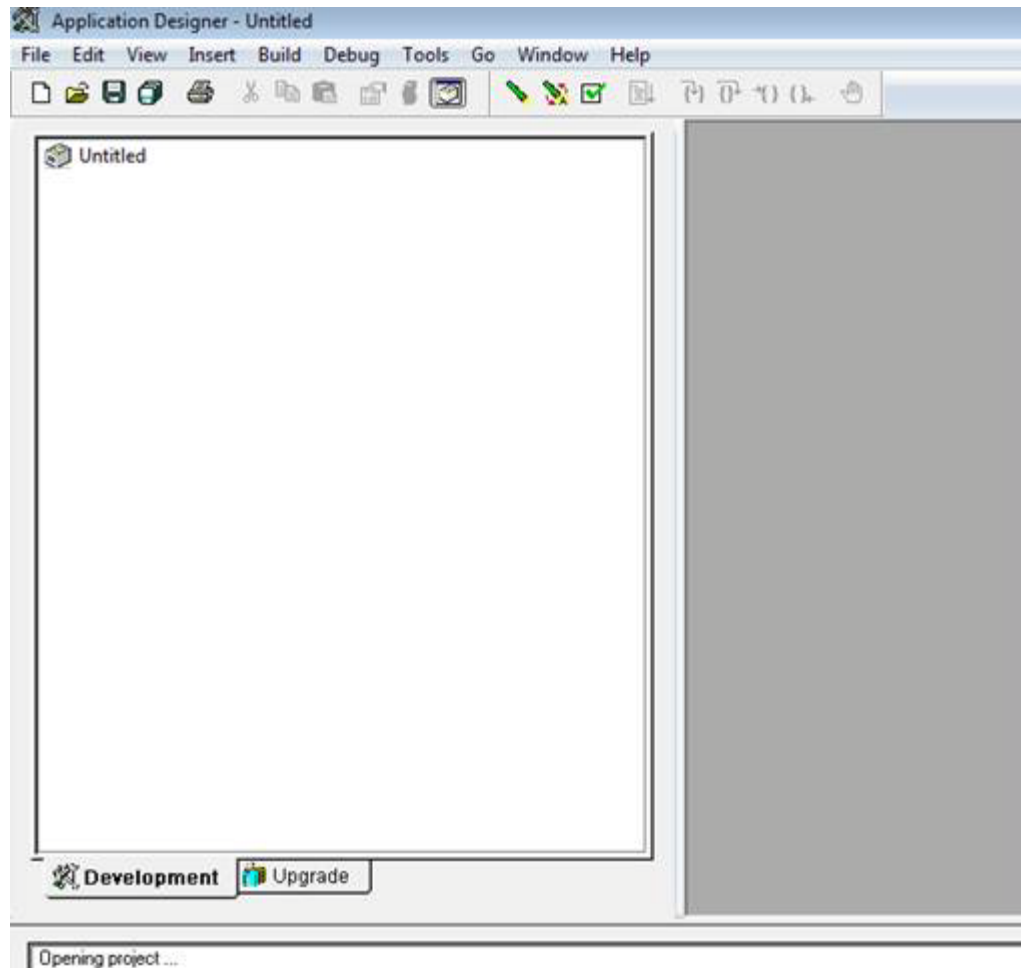 Application Designer - Untitled
File Edit View Insert Build Debug Tools Go Window Help
Untitled
Development Upgrade
Opening project ...